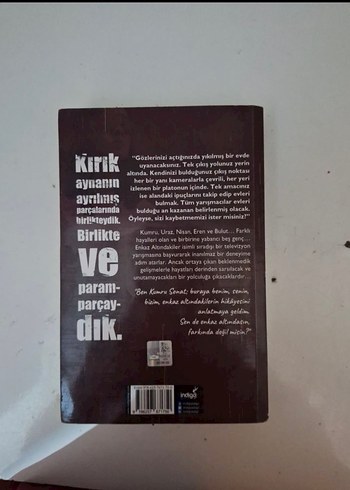 Kırık
aynanın
ayrılmış
parçalarında
birlikteydik.
Birlikte
ve
param-
parçay-
dık.
"Gözlerinizi açtığınızda yıkılmış bir evde
uyanacaksınız. Tek çıkış yolunuz yerin
altında. Kendinizi bulduğunuz çıkış noktası
her bir yanı kameralarla çevrili, her yeri
izlenen bir platonun içinde. Tek amacınız
ise alandaki ipuçlarını takip edip evleri
bulmak. Tüm yarışmacılar evleri
bulduğu an kazanan belirlenmiş olacak.
Öyleyse, sizi kaybetmemizi ister misiniz?"
Kumru, Uraz, Nisan, Eren ve Bulut... Farklı
hayalleri olan ve birbirine yabancı beş genç...
Enkaz Altındakiler isimli sıradışı bir televizyon
yarışmasına başvurarak inanılmaz bir deneyime
adım atarlar. Ancak ortaya çıkan beklenmedik
gelişmelerle hayatları derinden sarsılacak ve
unutamayacakları bir yolculuğa çıkacaklardır...
"Ben Kumru Sonat; buraya benim, senin,
bizim, enkaz altındakilerin hikâyesini
anlatmaya geldim.
Sen de enkaz altındasın,
farkında değil misin?"
indigo